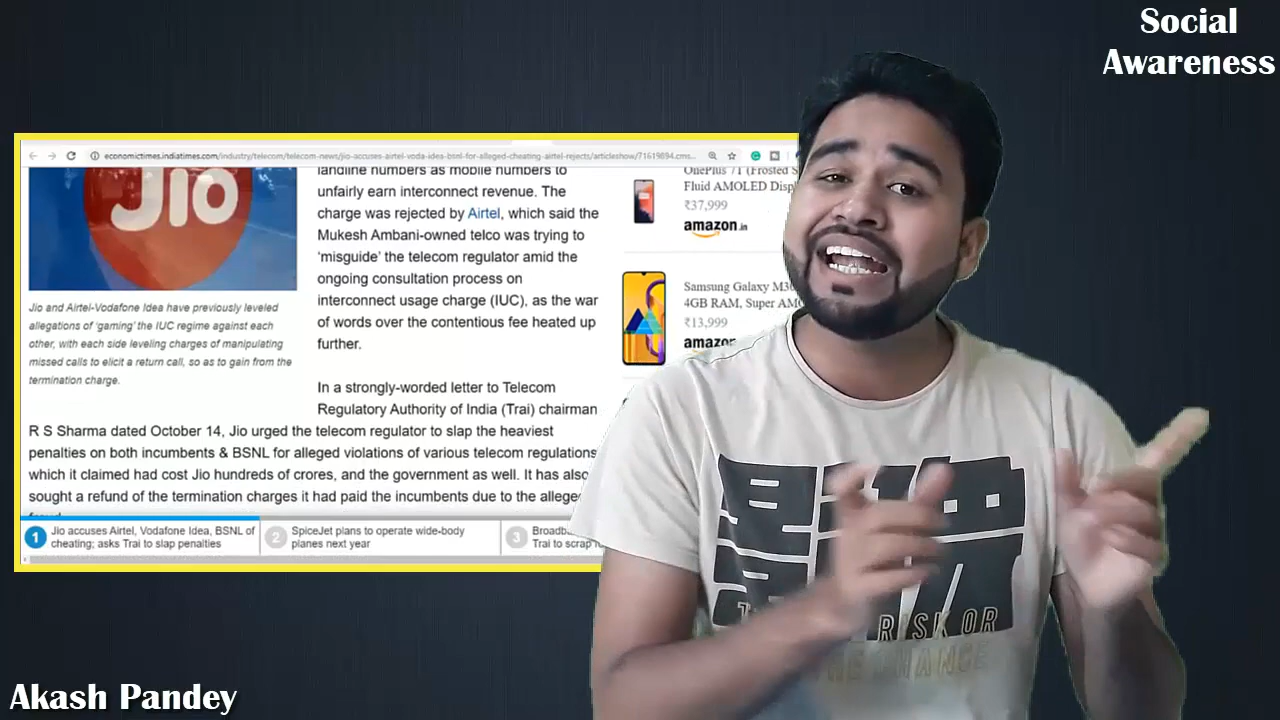 Social
Awareness
economictimes.indiatimes.com/industry/telecom/telecom-news/jio-accuses-airtel-voda-idea-bsnl-for-alleged-cheating-airtel-rejects/articleshow/71619894.cms...
Jio
Jio and Airtel-Vodafone Idea have previously leveled
allegations of 'gaming' the IUC regime against each
other, with each side leveling charges of manipulating
missed calls to elicit a return call, so as to gain from the
termination charge.
landline numbers as mobile numbers to
unfairly earn interconnect revenue. The
charge was rejected by Airtel, which said the
Mukesh Ambani-owned telco was trying to
'misguide' the telecom regulator amid the
ongoing consultation process on
interconnect usage charge (IUC), as the war
of words over the contentious fee heated up
further.
In a strongly-worded letter to Telecom
Regulatory Authority of India (Trai) chairman
R S Sharma dated October 14, Jio urged the telecom regulator to slap the heaviest
penalties on both incumbents & BSNL for alleged violations of various telecom regulations
which it claimed had cost Jio hundreds of crores, and the government as well. It has also
sought a refund of the termination charges it had paid the incumbents due to the
OnePlus 7T (Frosted
Fluid AMOLED
₹37,999
amazon.in
Samsung Galaxy
4GB RAM, Super
₹13,999
1 Jio accuses Airtel, Vodafone Idea, BSNL of
cheating; asks Trai to slap penalties
2 SpiceJet plans to operate wide-body
planes next year
3
Trai to scrap
RISK OR
CHANCE
Akash Pandey